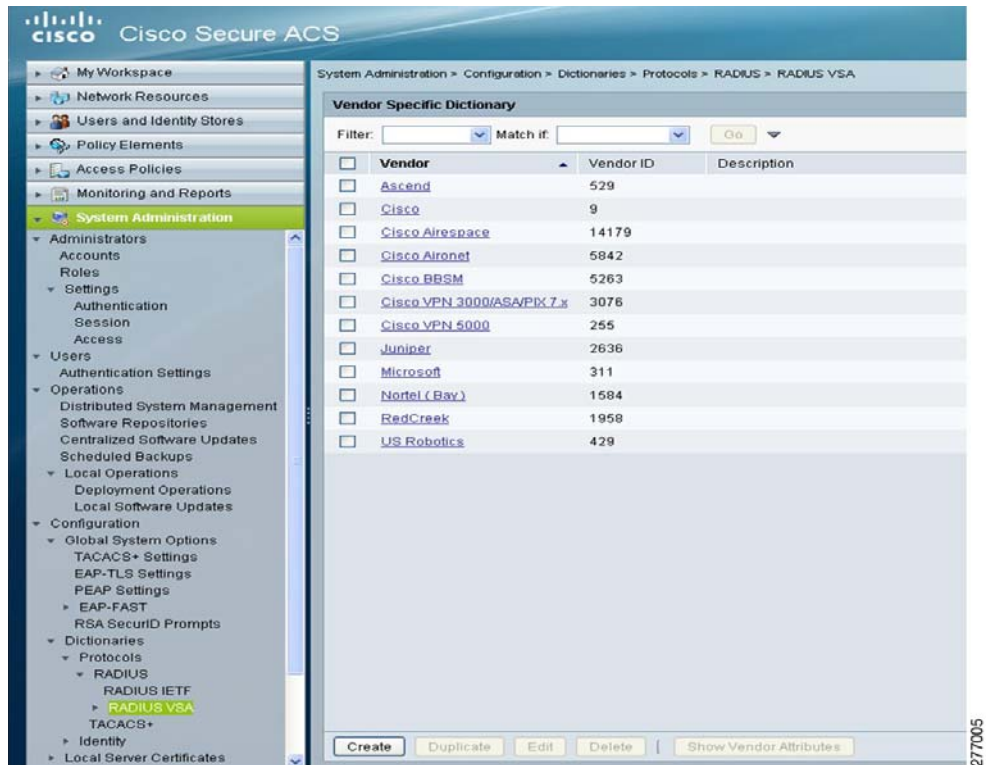 CISCO Cisco Secure ACS
My Workspace
Network Resources
Users and Identity Stores
Policy Elements
Access Policies
Monitoring and Reports
System Administration
Administrators
Accounts
Roles
Settings
Authentication
Session
Access
Users
Authentication Settings
Operations
Distributed System Management
Software Repositories
Centralized Software Updates
Scheduled Backups
Local Operations
Deployment Operations
Local Software Updates
Configuration
Global System Options
TACACS+ Settings
EAP-TLS Settings
PEAP Settings
EAP-FAST
RSA SecurID Prompts
Dictionaries
Protocols
RADIUS
RADIUS IETF
RADIUS VSA
TACACS+
Identity
Local Server Certificates
System Administration > Configuration > Dictionaries > Protocols > RADIUS > RADIUS VSA
Vendor Specific Dictionary
Filter: Match if: Go
Vendor Vendor ID Description
Ascend 529
Cisco 9
Cisco Airespace 14179
Cisco Aironet 5842
Cisco BBSM 5263
Cisco VPN 3000/ASA/PIX 7.x 3076
Cisco VPN 5000 255
Juniper 2636
Microsoft 311
Nortel (Bay) 1584
RedCreek 1958
US Robotics 429
Create Duplicate Edit Delete | Show Vendor Attributes
277005